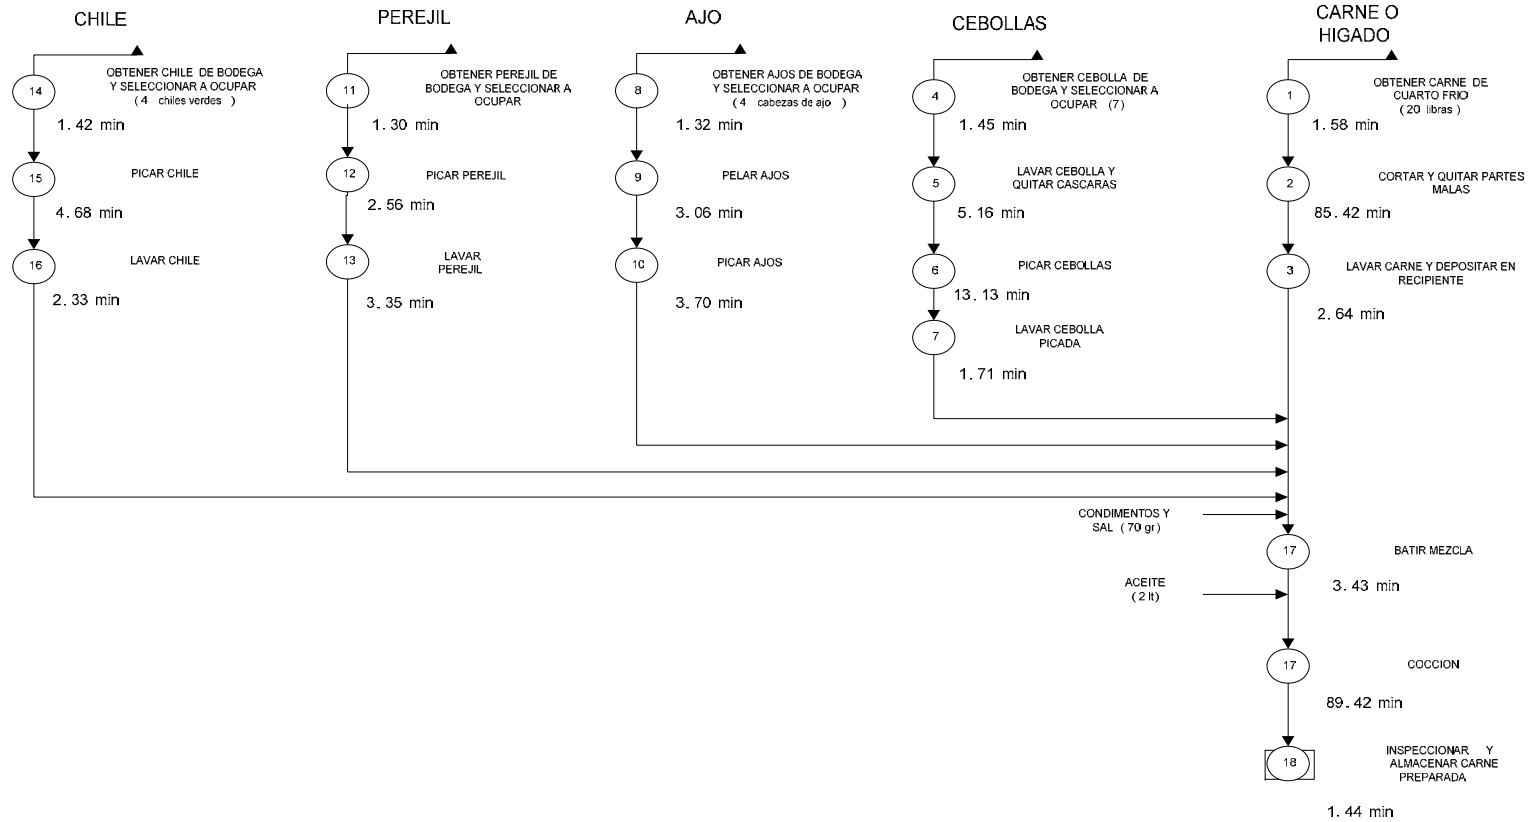 CHILE
OBTENER CHILE DE BODEGA
Y SELECCIONAR A OCUPAR
( 4 chiles verdes )
14
1.42 min
15
PICAR CHILE
4.68 min
16
LAVAR CHILE
2.33 min
PEREJIL
OBTENER PEREJIL DE
BODEGA Y SELECCIONAR A
OCUPAR
11
1.30 min
12
PICAR PEREJIL
2.56 min
13
LAVAR
PEREJIL
3.35 min
AJO
OBTENER AJOS DE BODEGA
Y SELECCIONAR A OCUPAR
( 4 cabezas de ajo )
8
1.32 min
9
PELAR AJOS
3.06 min
10
PICAR AJOS
3.70 min
CEBOLLAS
OBTENER CEBOLLA DE
BODEGA Y SELECCIONAR A
OCUPAR (7)
4
1.45 min
5
LAVAR CEBOLLA Y
QUITAR CASCARAS
5.16 min
6
PICAR CEBOLLAS
13.13 min
7
LAVAR CEBOLLA
PICADA
1.71 min
CARNE O
HIGADO
OBTENER CARNE DE
CUARTO FRIO
( 20 libras )
1
1.58 min
2
CORTAR Y QUITAR PARTES
MALAS
85.42 min
3
LAVAR CARNE Y DEPOSITAR EN
RECIPIENTE
2.64 min
CONDIMENTOS Y
SAL ( 70 gr)
17
BATIR MEZCLA
3.43 min
ACEITE
( 2 lt)
17
COCCION
89.42 min
18
INSPECCIONAR Y
ALMACENAR CARNE
PREPARADA
1.44 min